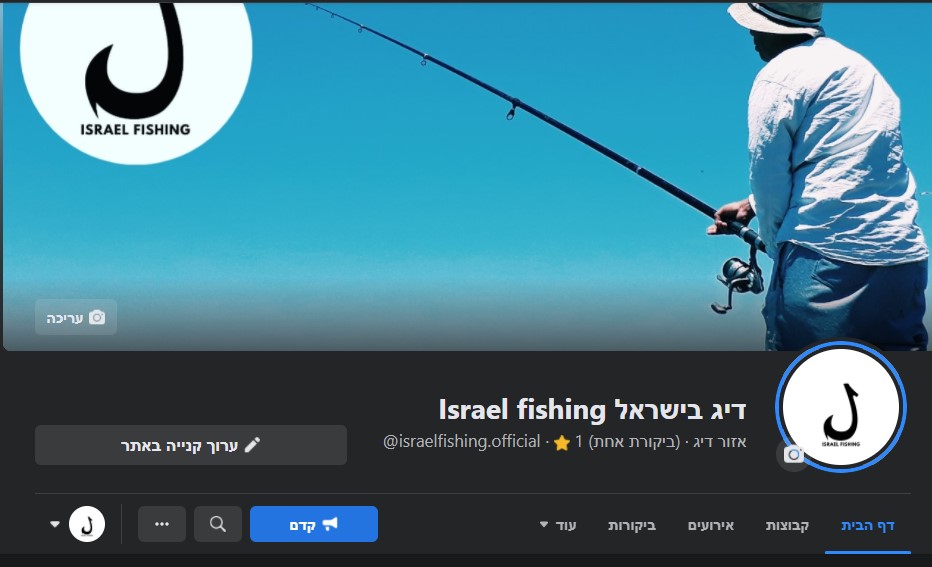 ISRAEL FISHING
עריכה
דיג בישראל Israel fishing
אזור דיג · (ביקורת אחת) 1 · @israelfishing.official
ISRAEL FISHING
ערוך קנייה באתר
דף הבית
קבוצות
אירועים
ביקורות
עוד
קדם